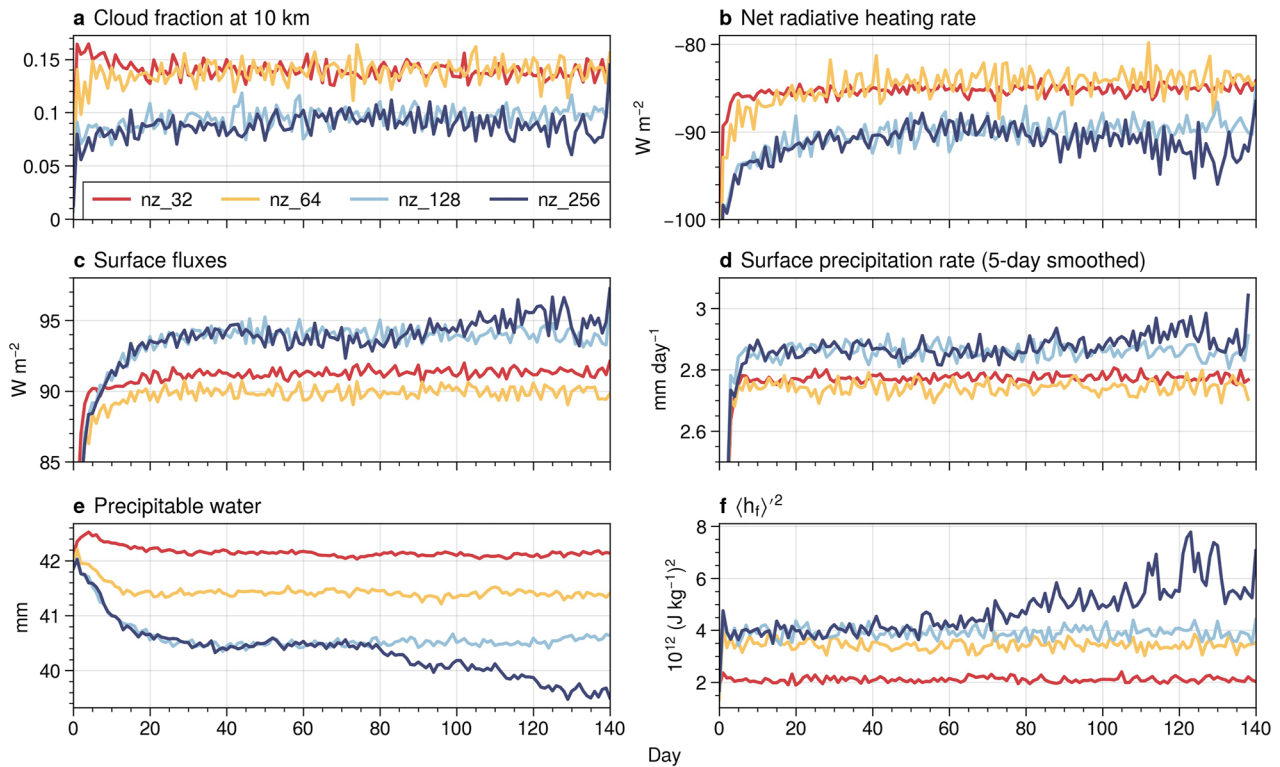 a Cloud fraction at 10 km
0.15
0.1
0.05
0
nz_32 nz_64 nz_128 nz_256
b Net radiative heating rate
W m⁻²
−80
−90
−100
c Surface fluxes
W m⁻²
95
90
85
d Surface precipitation rate (5-day smoothed)
mm day⁻¹
3
2.8
2.6
e Precipitable water
mm
42
41
40
0 20 40 60 80 100 120
f ⟨h_f⟩′²
10¹² (J kg⁻¹)2
8
6
4
2
0 20 40 60 80 100 120 140
Day